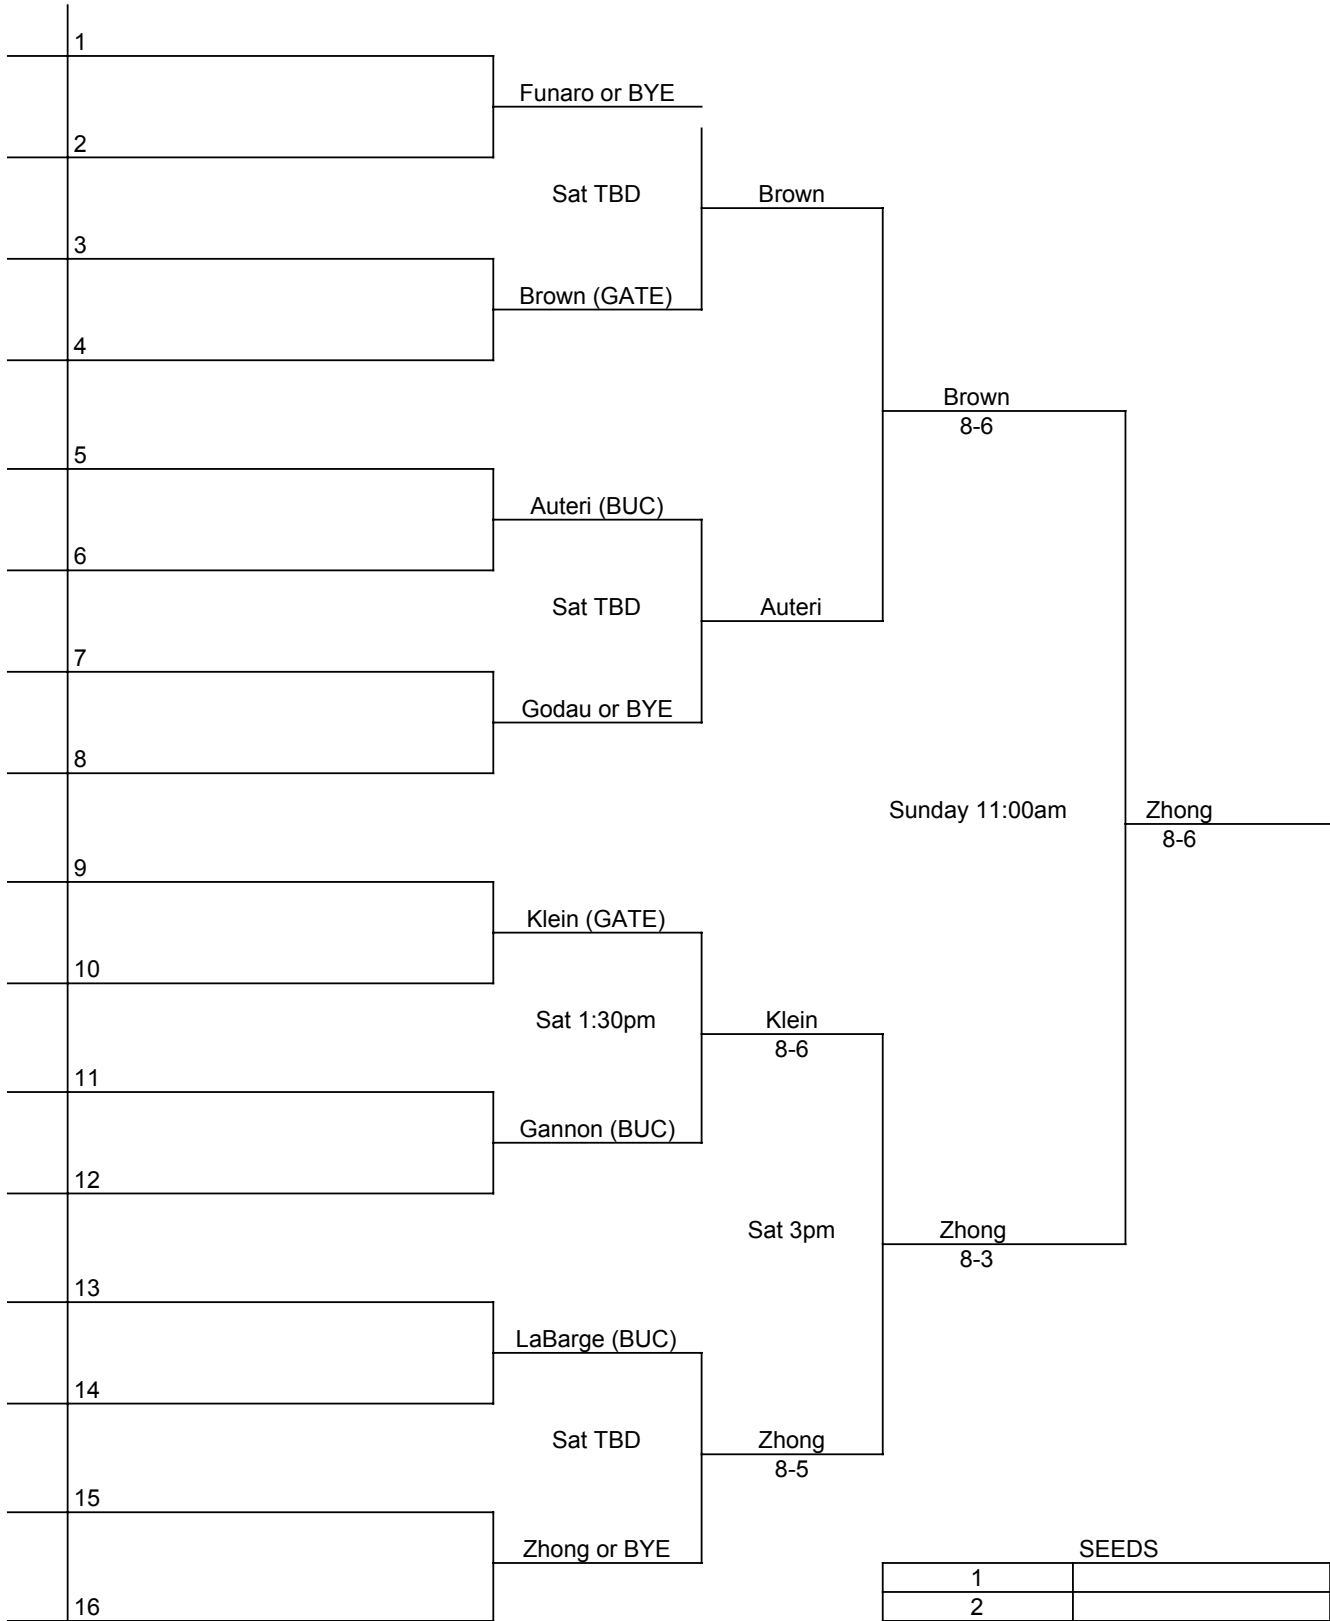 1
Funaro or BYE
2
Sat TBD
Brown
3
Brown (GATE)
4
Brown
8-6
5
Auteri (BUC)
6
Sat TBD
Auteri
7
Godau or BYE
8
Sunday 11:00am
Zhong
8-6
9
Klein (GATE)
10
Sat 1:30pm
Klein
8-6
11
Gannon (BUC)
12
Sat 3pm
Zhong
8-3
13
LaBarge (BUC)
14
Sat TBD
Zhong
8-5
15
Zhong or BYE
16
SEEDS
1
2